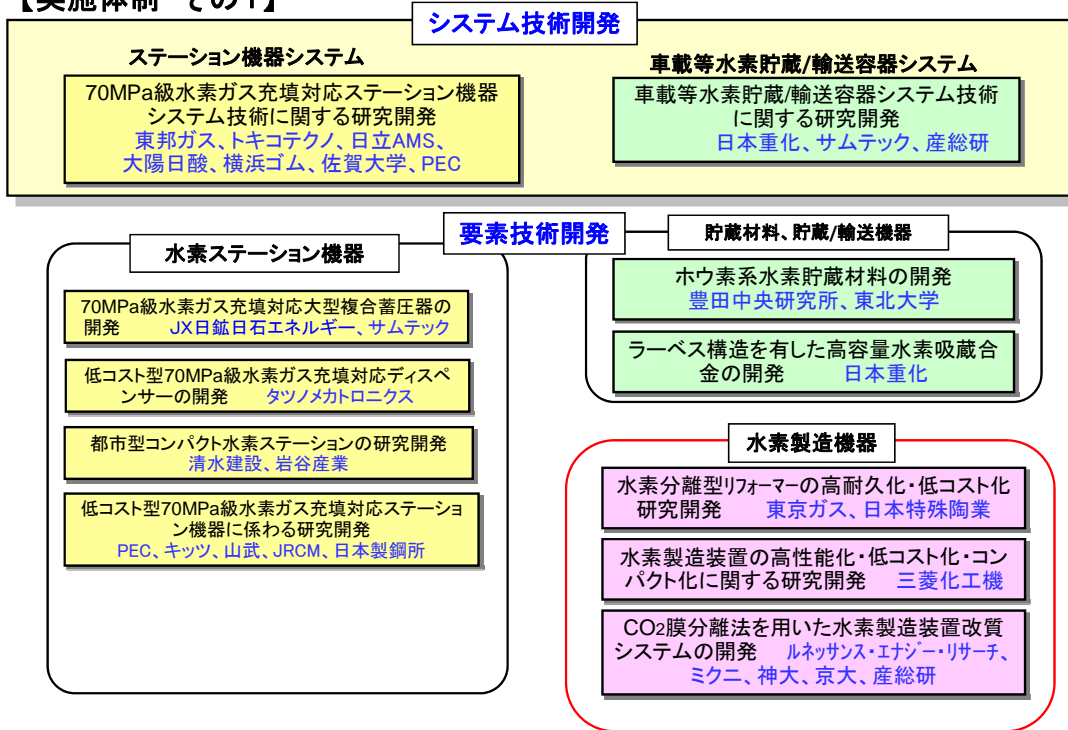 【実施体制 その1】
システム技術開発
ステーション機器システム
70MPa級水素ガス充填対応ステーション機器
システム技術に関する研究開発
東邦ガス、トキコテクノ、日立AMS、
大陽日酸、横浜ゴム、佐賀大学、PEC
車載等水素貯蔵/輸送容器システム
車載等水素貯蔵/輸送容器システム技術
に関する研究開発
日本重化、サムテック、産総研
要素技術開発
水素ステーション機器
70MPa級水素ガス充填対応大型複合蓄圧器の
開発 JX日鉱日石エネルギー、サムテック
低コスト型70MPa級水素ガス充填対応ディスペ
ンサーの開発 タツノメカトロニクス
都市型コンパクト水素ステーションの研究開発
清水建設、岩谷産業
低コスト型70MPa級水素ガス充填対応ステーショ
ン機器に係わる研究開発
PEC、キッツ、山武、JRCM、日本製鋼所
貯蔵材料、貯蔵/輸送機器
ホウ素系水素貯蔵材料の開発
豊田中央研究所、東北大学
ラーベス構造を有した高容量水素吸蔵合
金の開発 日本重化
水素製造機器
水素分離型リフォーマーの高耐久化・低コスト化
研究開発 東京ガス、日本特殊陶業
水素製造装置の高性能化・低コスト化・コン
パクト化に関する研究開発 三菱化工機
CO2膜分離法を用いた水素製造装置改質
システムの開発 ルネッサンス・エナジー・リサーチ、
ミクニ、神大、京大、産総研